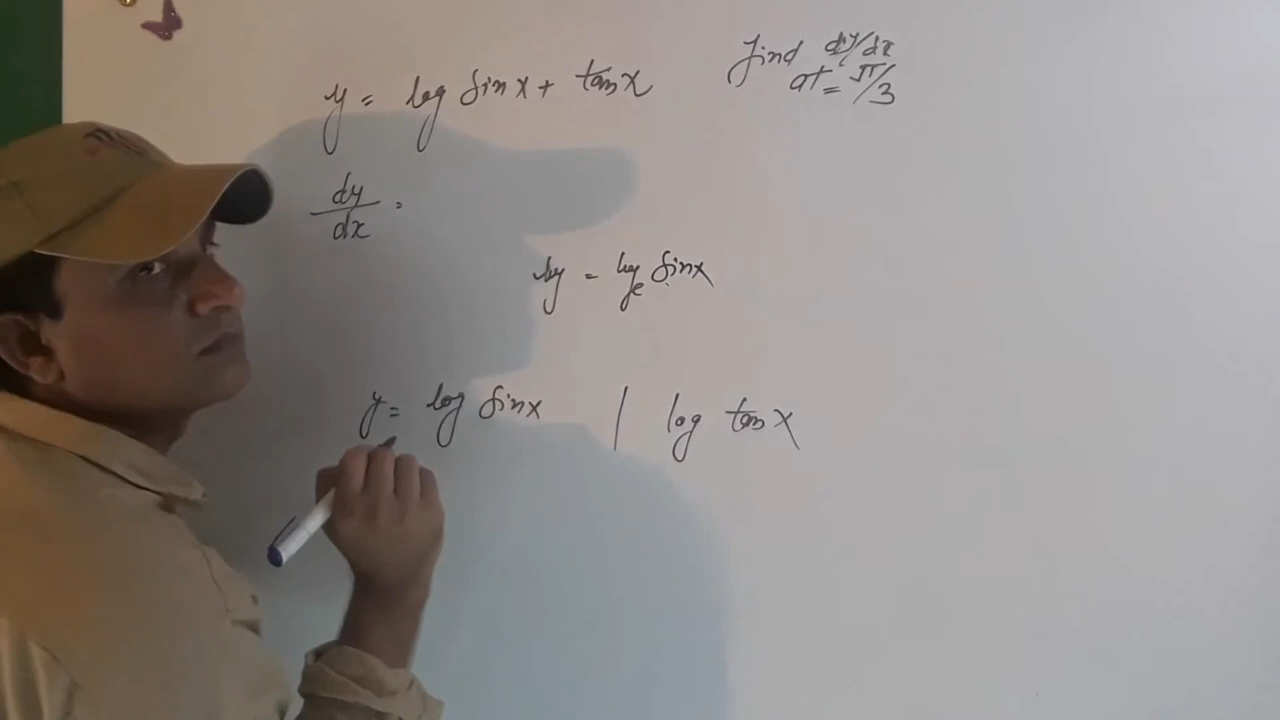 y = log sin x + tan x
find dy/dx
at = π/3
dy/dx =
y = log_e sin x
y = log sin x | log tan x